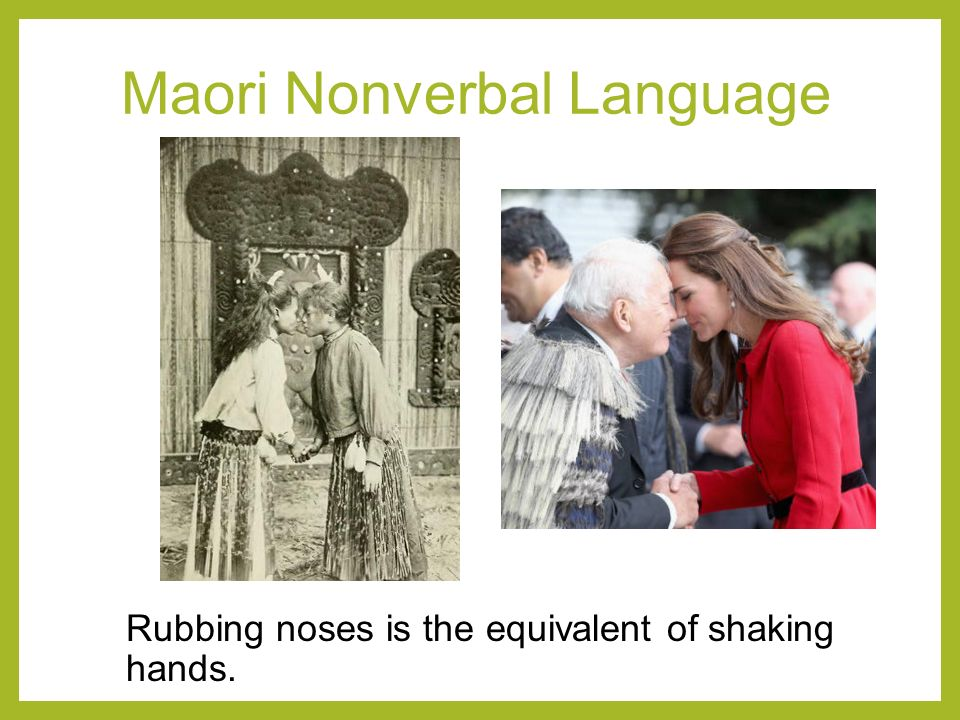 Maori Nonverbal Language
Rubbing noses is the equivalent of shaking
hands.